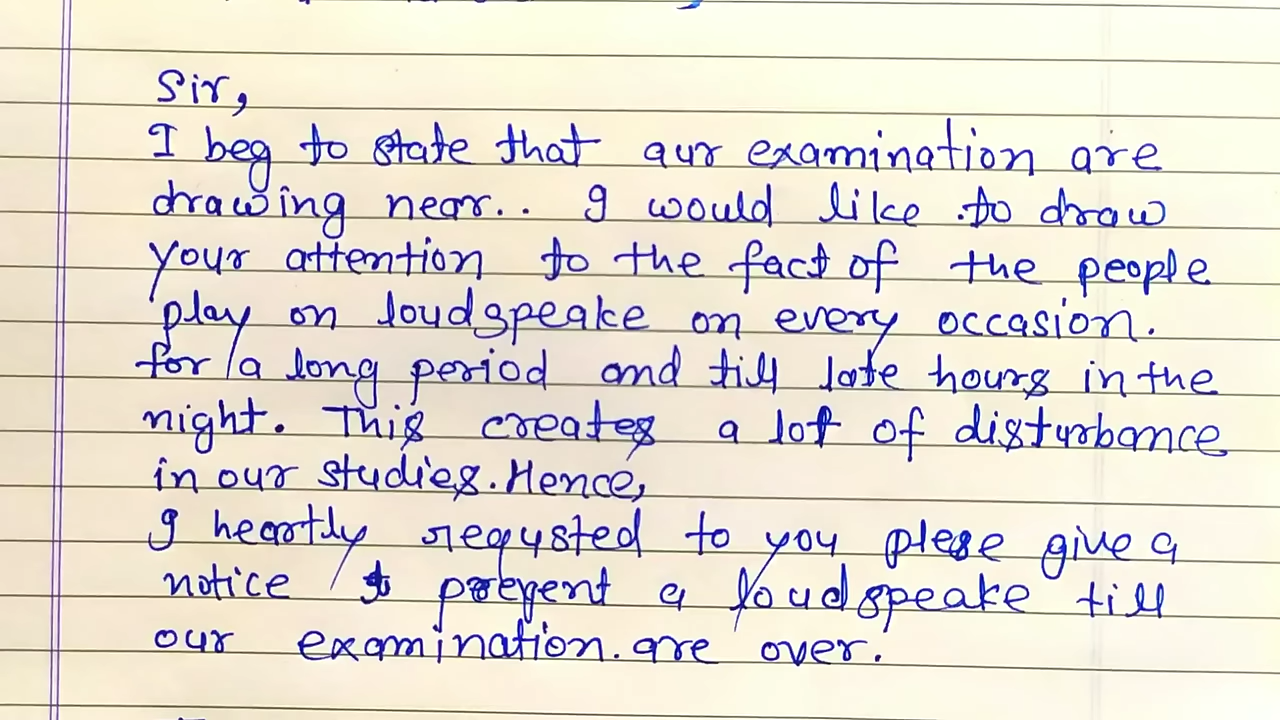 Sir,
I beg to state that aur examination are
drawing near.. I would like .to draw
your attention to the fact of the people
play on loudspeake on every occasion.
for a long period and till late hours in the
night. This creates a lot of disturbance
in our studies. Hence,
I heartly requsted to you plese give a
notice to pregent a loudspeake till
our examination. are over.